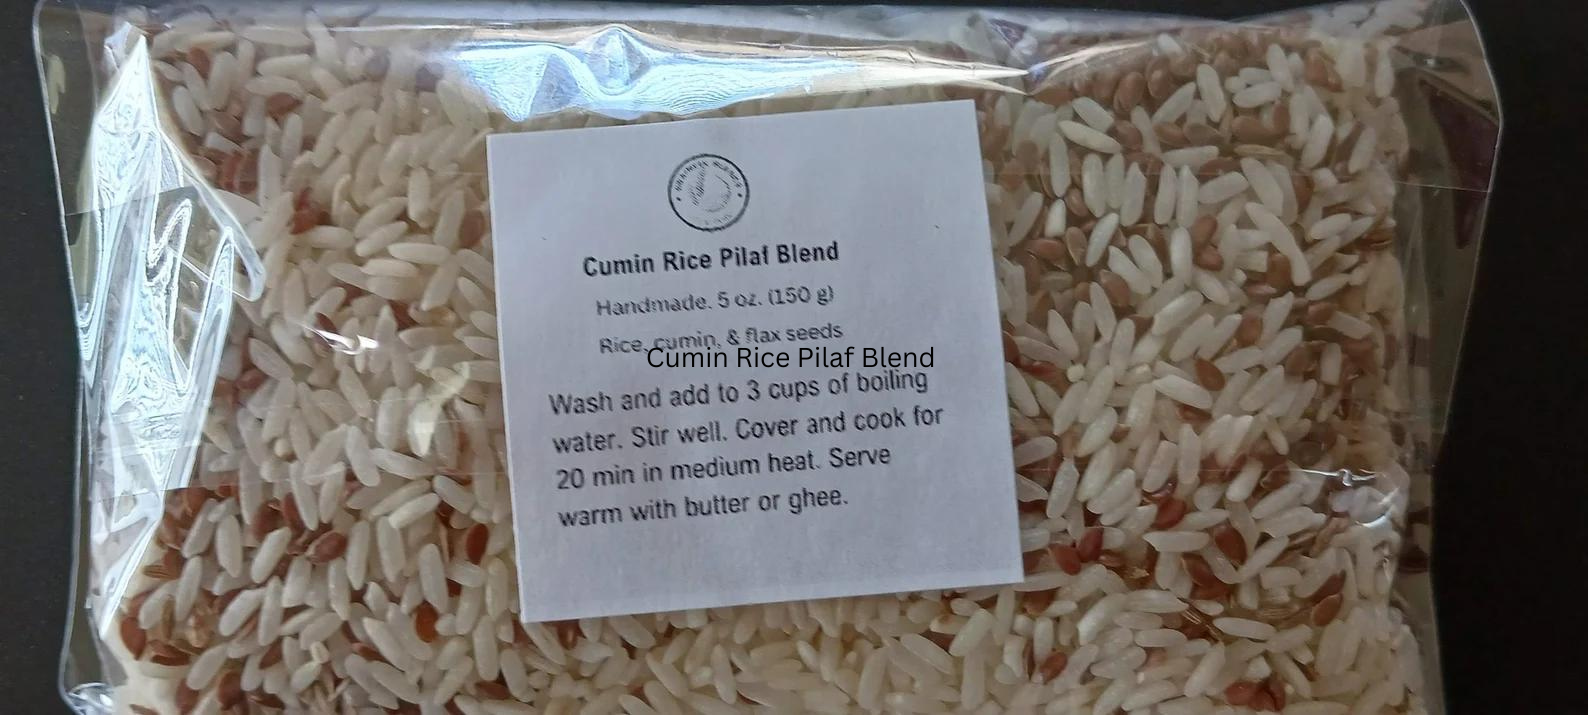 Cumin Rice Pilaf Blend
Handmade. 5 oz. (150 g)
Rice, cumin, & flax seeds
Cumin Rice Pilaf Blend
Wash and add to 3 cups of boiling
water. Stir well. Cover and cook for
20 min in medium heat. Serve
warm with butter or ghee.